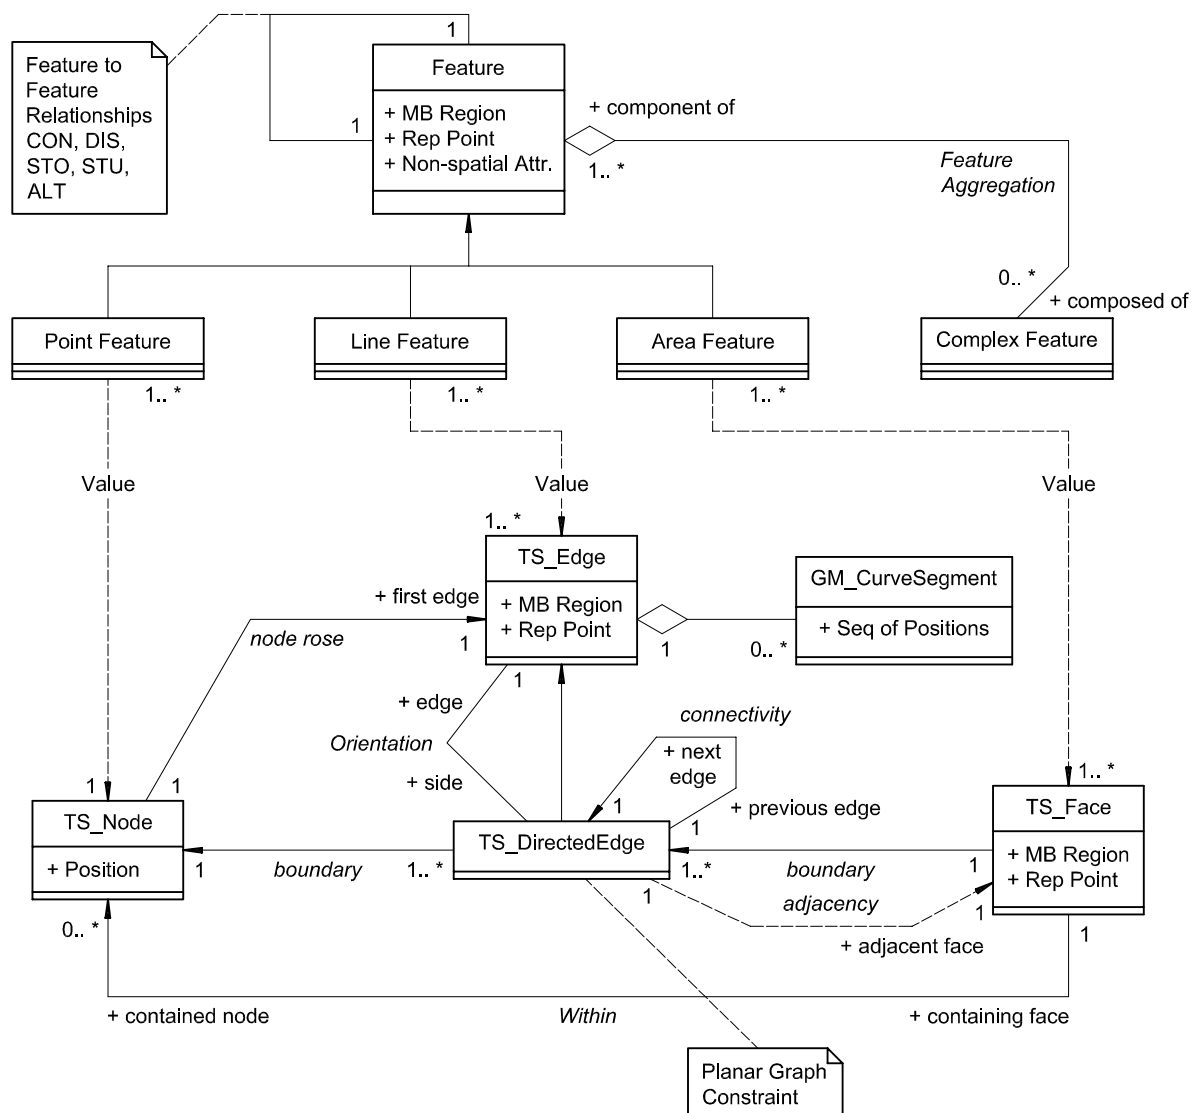 1
Feature to
Feature
Relationships
CON, DIS,
STO, STU,
ALT
Feature
+ MB Region
+ Rep Point
+ Non-spatial Attr.
1
+ component of
1.. *
Feature
Aggregation
0.. *
+ composed of
Point Feature
Line Feature
Area Feature
Complex Feature
1.. *
1.. *
1.. *
Value
Value
Value
1.. *
TS_Edge
+ MB Region
+ Rep Point
GM_CurveSegment
+ Seq of Positions
+ first edge
node rose
1
1
0.. *
1
+ edge
Orientation
+ side
connectivity
+ next
edge
+ previous edge
1
1
1
1
1.. *
TS_Node
+ Position
TS_DirectedEdge
TS_Face
+ MB Region
+ Rep Point
1
boundary
1.. *
1..*
boundary
1
adjacency
1
1
+ adjacent face
0.. *
1
+ contained node
Within
+ containing face
Planar Graph
Constraint